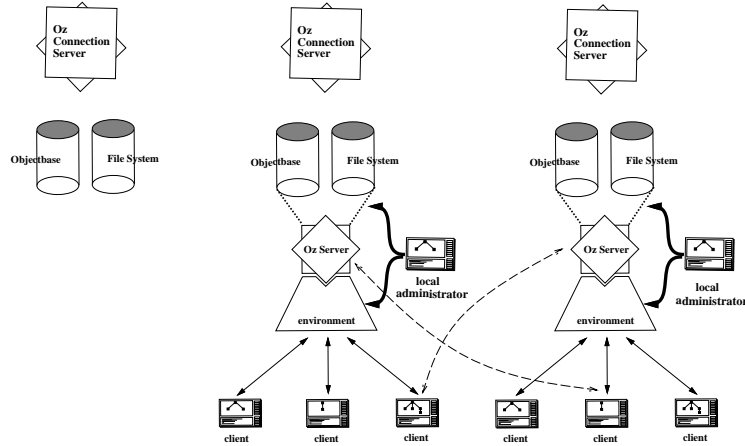 Oz
Connection
Server
Oz
Connection
Server
Oz
Connection
Server
Objectbase
File System
Objectbase
File System
Objectbase
File System
Oz Server
local
administrator
Oz Server
local
administrator
environment
environment
client
client
client
client
client
client